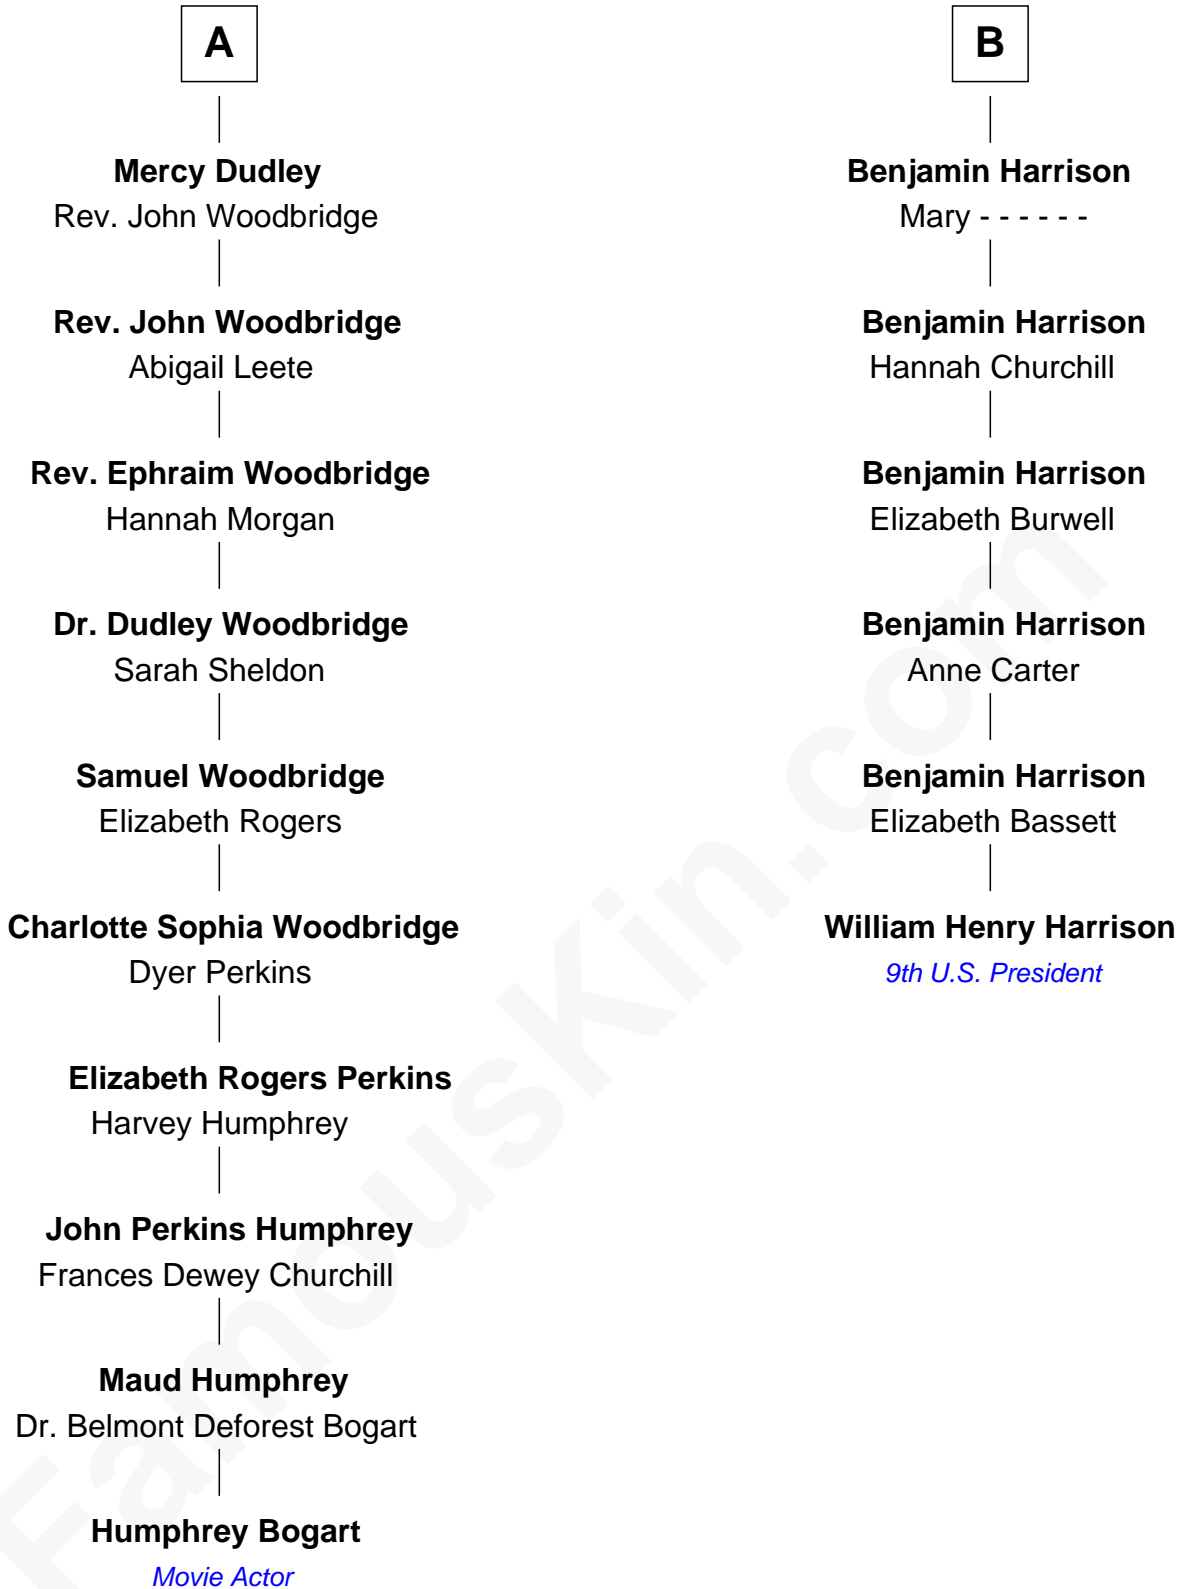 A
Mercy Dudley
Rev. John Woodbridge
Rev. John Woodbridge
Abigail Leete
Rev. Ephraim Woodbridge
Hannah Morgan
Dr. Dudley Woodbridge
Sarah Sheldon
Samuel Woodbridge
Elizabeth Rogers
Charlotte Sophia Woodbridge
Dyer Perkins
Elizabeth Rogers Perkins
Harvey Humphrey
John Perkins Humphrey
Frances Dewey Churchill
Maud Humphrey
Dr. Belmont Deforest Bogart
Humphrey Bogart
Movie Actor
B
Benjamin Harrison
Mary - - - - - -
Benjamin Harrison
Hannah Churchill
Benjamin Harrison
Elizabeth Burwell
Benjamin Harrison
Anne Carter
Benjamin Harrison
Elizabeth Bassett
William Henry Harrison
9th U.S. President
FamousKin.com